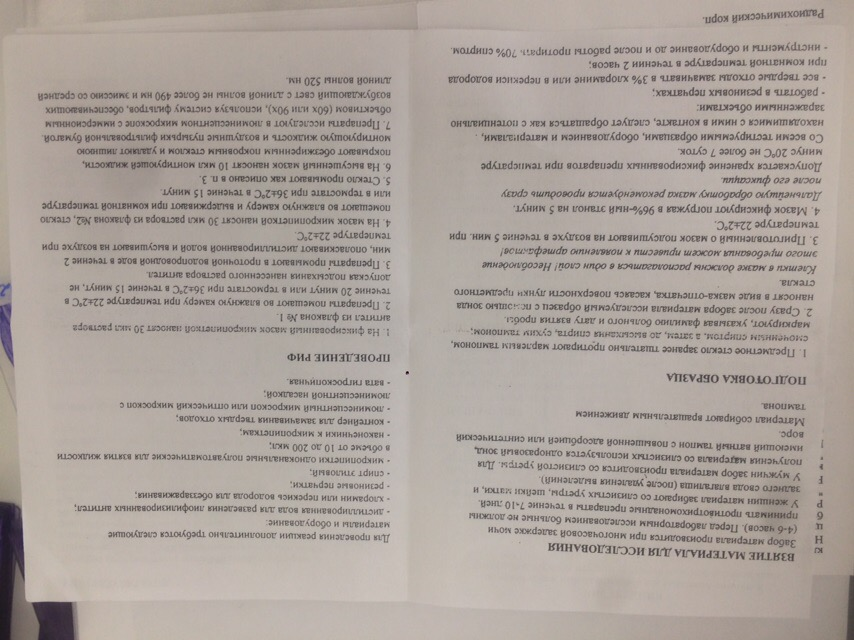 ВЗЯТИЕ МАТЕРИАЛА ДЛЯ ИССЛЕДОВАНИЯ
Забор материала производится при многочасовой задержке мочи
(4-6 часов). Перед лабораторным исследованием больные не должны
принимать противотрихомонадные препараты в течение 7-10 дней.
У женщин материал забирают со слизистых уретры, шейки матки, и
заднего свода влагалища (после удаления выделений).
У мужчин забор материала производится со слизистой уретры. Для
получения материала со слизистых используется одноразовый зонд,
имеющий ватный тампон с повышенной адсорбцией или синтетический
ворс.
Материал собирают вращательным движением
тампона.
ПОДГОТОВКА ОБРАЗЦА
1. Предметное стекло заранее тщательно протирают марлевым тампоном,
смоченным спиртом, а затем, до высыхания спирта, сухим тампоном;
маркируют, указывая фамилию больного и дату взятия пробы.
2. Сразу после забора материала исследуемый образец с помощью зонда
наносят в виде мазка-отпечатка, касаясь поверхности лунки предметного
стекла.
Клетки в мазке должны располагаться в один слой! Несоблюдение
этого требования может привести к появлению артефактов!
3. Приготовленный о мазок подсушивают на воздухе в течение 5 мин. при
температуре 22±2°С.
4. Мазок фиксируют погружая в 96%-ный этанол на 5 минут.
Дальнейшую обработку мазка рекомендуется проводить сразу
после его фиксации.
Допускается хранение фиксированных препаратов при температуре
минус 20°С не более 7 суток.
Со всеми тестируемыми образцами, оборудованием и материалами,
находящимися с ними в контакте, следует обращаться как с потенциально
зараженными объектами:
- работать в резиновых перчатках;
- все твердые отходы замачивать в 3% хлорамине или в перекиси водорода
при комнатной температуре в течении 2 часов;
- инструменты и оборудование до и после работы протирать 70% спиртом.
Для проведения реакции дополнительно требуются следующие
материалы и оборудование:
- дистиллированная вода для разведения лиофилизированных антител;
- хлорамин или перекись водорода для обеззараживания;
- резиновые перчатки;
- спирт этиловый;
- микропипетки одноканальные полуавтоматические для взятия жидкости
в объеме от 10 до 200 мкл;
- наконечники к микропипеткам;
- контейнер для замачивания твердых отходов;
- люминесцентный микроскоп или оптический микроскоп с
люминесцентной насадкой;
- вата гигроскопичная.
ПРОВЕДЕНИЕ РИФ
1. На фиксированный мазок микропипеткой наносят 30 мкл раствора
антител из флакона № 1.
2. Препараты помещают во влажную камеру при температуре 22±2°С в
течение 20 минут или в термостате при 36±2°С в течение 15 минут, не
допуская подсыхания нанесенного раствора антител.
3. Препараты промывают в проточной водопроводной воде в течение 2
мин, ополаскивают дистиллированной водой и высушивают на воздухе при
температуре 22±2°С.
4. На мазок микропипеткой наносят 30 мкл раствора из флакона №2, стекло
помещают во влажную камеру и выдерживают при комнатной температуре
или в термостате при 36±2°С в течение 15 минут.
5. Стекло промывают как описано в п. 3.
6. На высушенный мазок наносят 10 мкл монтирующей жидкости,
покрывают обезжиренным покровным стеклом и удаляют лишнюю
монтирующую жидкость и воздушные пузырьки фильтровальной бумагой.
7. Препараты исследуют в люминесцентном микроскопе с иммерсионным
объективом (60х или 90х), используя систему фильтров, обеспечивающих
возбуждающий свет с длиной волны не более 490 нм и эмиссию со средней
длиной волны 520 нм.
Радиохимический корп.